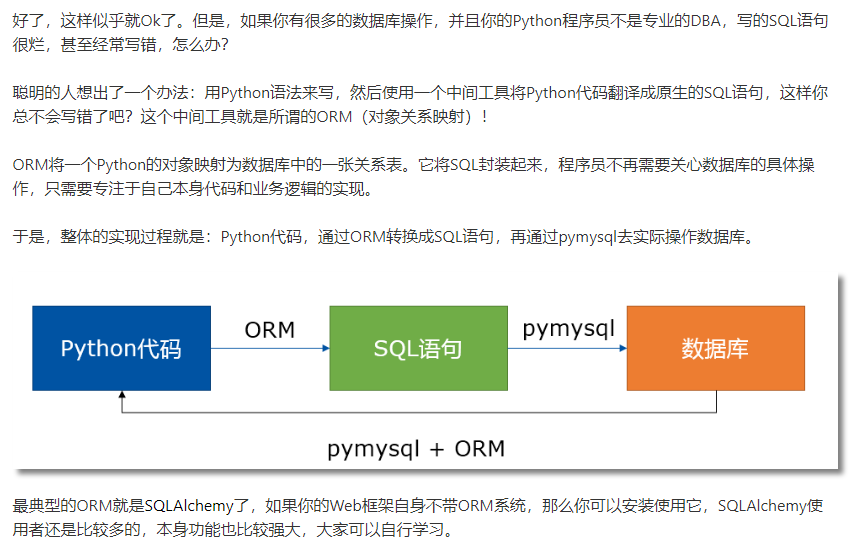 好了，这样似乎就Ok了。但是，如果你有很多的数据库操作，并且你的Python程序员不是专业的DBA，写的SQL语句
很烂，甚至经常写错，怎么办？
聪明的人想出了一个办法：用Python语法来写，然后使用一个中间工具将Python代码翻译成原生的SQL语句，这样你
总不会写错了吧？这个中间工具就是所谓的ORM（对象关系映射）！
ORM将一个Python的对象映射为数据库中的一张关系表。它将SQL封装起来，程序员不再需要关心数据库的具体操
作，只需要专注于自己本身代码和业务逻辑的实现。
于是，整体的实现过程就是：Python代码，通过ORM转换成SQL语句，再通过pymysql去实际操作数据库。
Python代码
ORM
SQL语句
pymysql
数据库
pymysql + ORM
最典型的ORM就是SQLAlchemy了，如果你的Web框架自身不带ORM系统，那么你可以安装使用它，SQLAlchemy使
用者还是比较多的，本身功能也比较强大，大家可以自行学习。